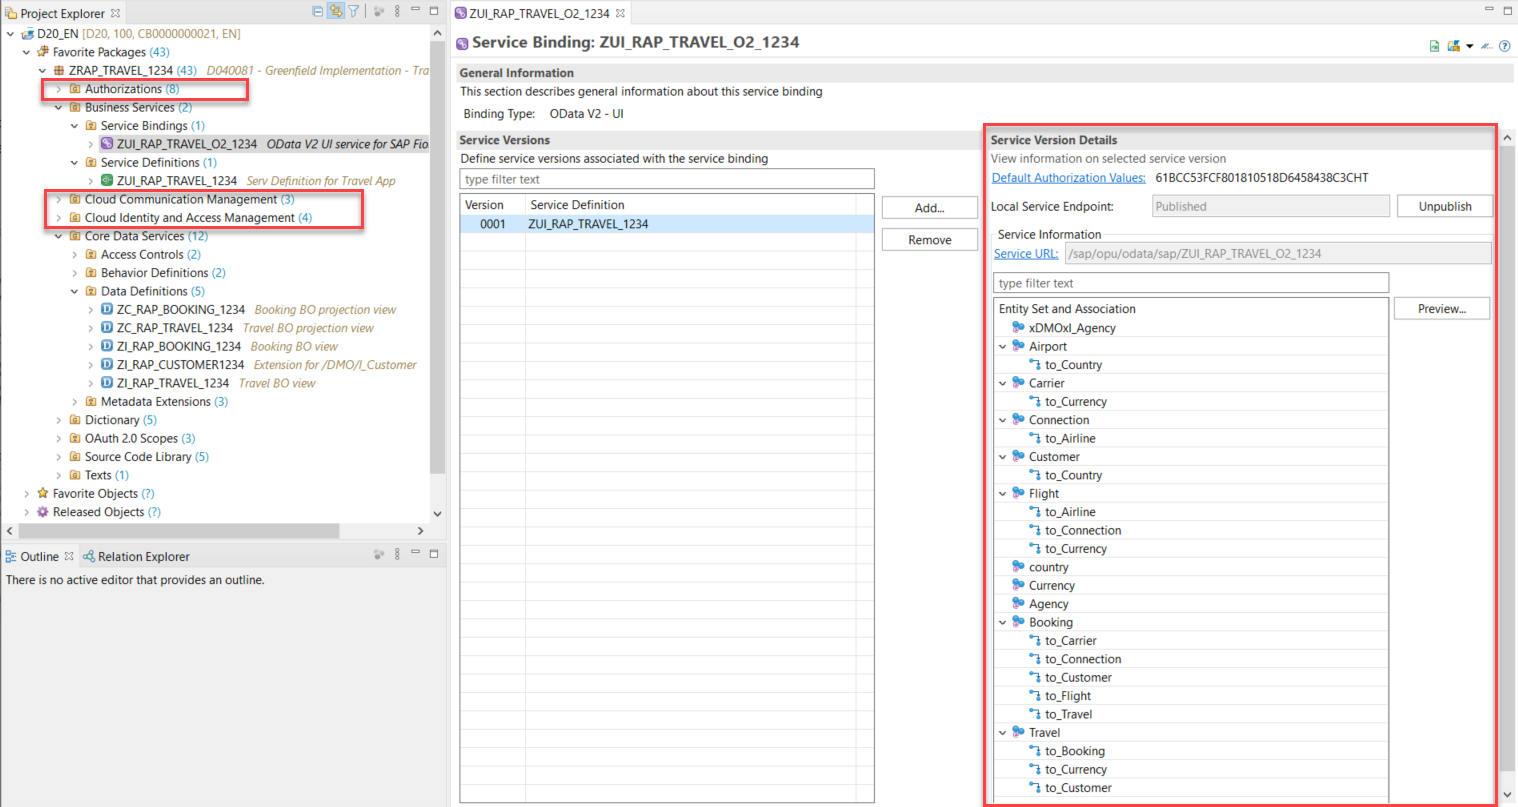 Project Explorer
D20_EN [D20, 100, CB0000000021, EN]
Favorite Packages (43)
ZRAP_TRAVEL_1234 (43) D040081 - Greenfield Implementation - Tra
Authorizations (8)
Business Services (2)
Service Bindings (1)
ZUI_RAP_TRAVEL_O2_1234 OData V2 UI service for SAP Fio
Service Definitions (1)
ZUI_RAP_TRAVEL_1234 Serv Definition for Travel App
Cloud Communication Management (3)
Cloud Identity and Access Management (4)
Core Data Services (12)
Access Controls (2)
Behavior Definitions (2)
Data Definitions (5)
ZC_RAP_BOOKING_1234 Booking BO projection view
ZC_RAP_TRAVEL_1234 Travel BO projection view
ZI_RAP_BOOKING_1234 Booking BO view
ZI_RAP_CUSTOMER1234 Extension for /DMO/I_Customer
ZI_RAP_TRAVEL_1234 Travel BO view
Metadata Extensions (3)
Dictionary (5)
OAuth 2.0 Scopes (3)
Source Code Library (5)
Texts (1)
Favorite Objects (?)
Released Objects (?)
Outline
Relation Explorer
There is no active editor that provides an outline.
ZUI_RAP_TRAVEL_O2_1234
Service Binding: ZUI_RAP_TRAVEL_O2_1234
General Information
This section describes general information about this service binding
Binding Type: OData V2 - UI
Service Versions
Define service versions associated with the service binding
type filter text
Version Service Definition
0001 ZUI_RAP_TRAVEL_1234
Add...
Remove
Service Version Details
View information on selected service version
Default Authorization Values: 61BCC53FCF801810518D6458438C3CHT
Local Service Endpoint: Published Unpublish
Service Information
Service URL: /sap/opu/odata/sap/ZUI_RAP_TRAVEL_O2_1234
type filter text
Entity Set and Association
Preview...
xDMOxI_Agency
Airport
to_Country
Carrier
to_Currency
Connection
to_Airline
Customer
to_Country
Flight
to_Airline
to_Connection
to_Currency
country
Currency
Agency
Booking
to_Carrier
to_Connection
to_Customer
to_Flight
to_Travel
Travel
to_Booking
to_Currency
to_Customer